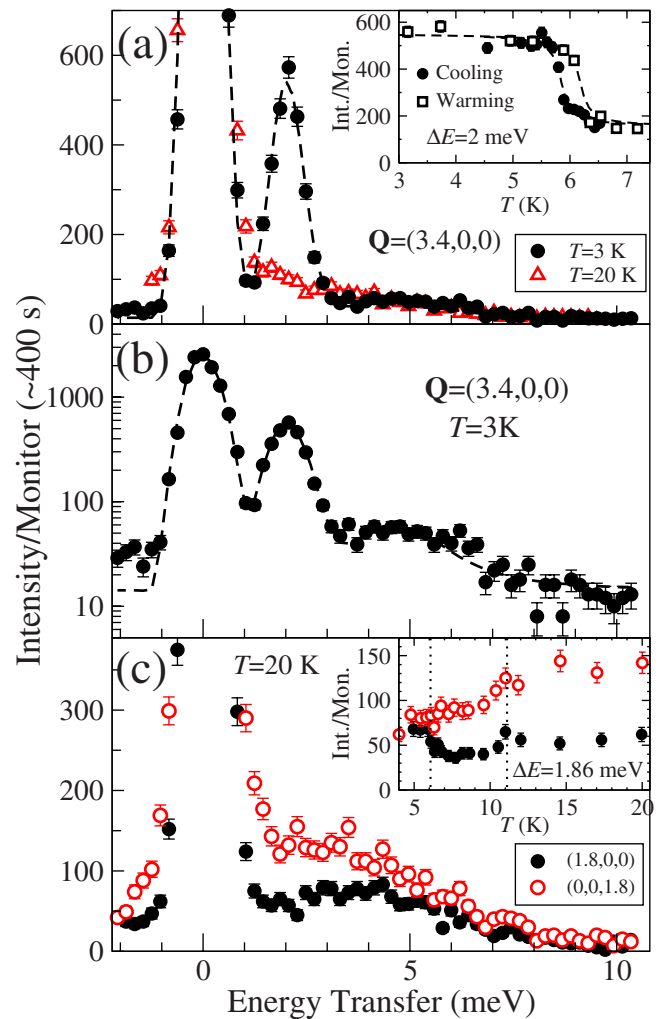 Intensity/Monitor (~400 s)
(a)
600
400
200
0
Q=(3.4,0,0)
T=3 K
T=20 K
Int./Mon.
600
400
200
0
Cooling
Warming
ΔE=2 meV
3 4 5 6 7
T (K)
(b)
1000
100
10
Q=(3.4,0,0)
T=3K
(c)
T=20 K
300
200
100
0
Int./Mon.
150
100
50
0
ΔE=1.86 meV
5 10 15 20
T (K)
(1.8,0,0)
(0,0,1.8)
0 5 10
Energy Transfer (meV)